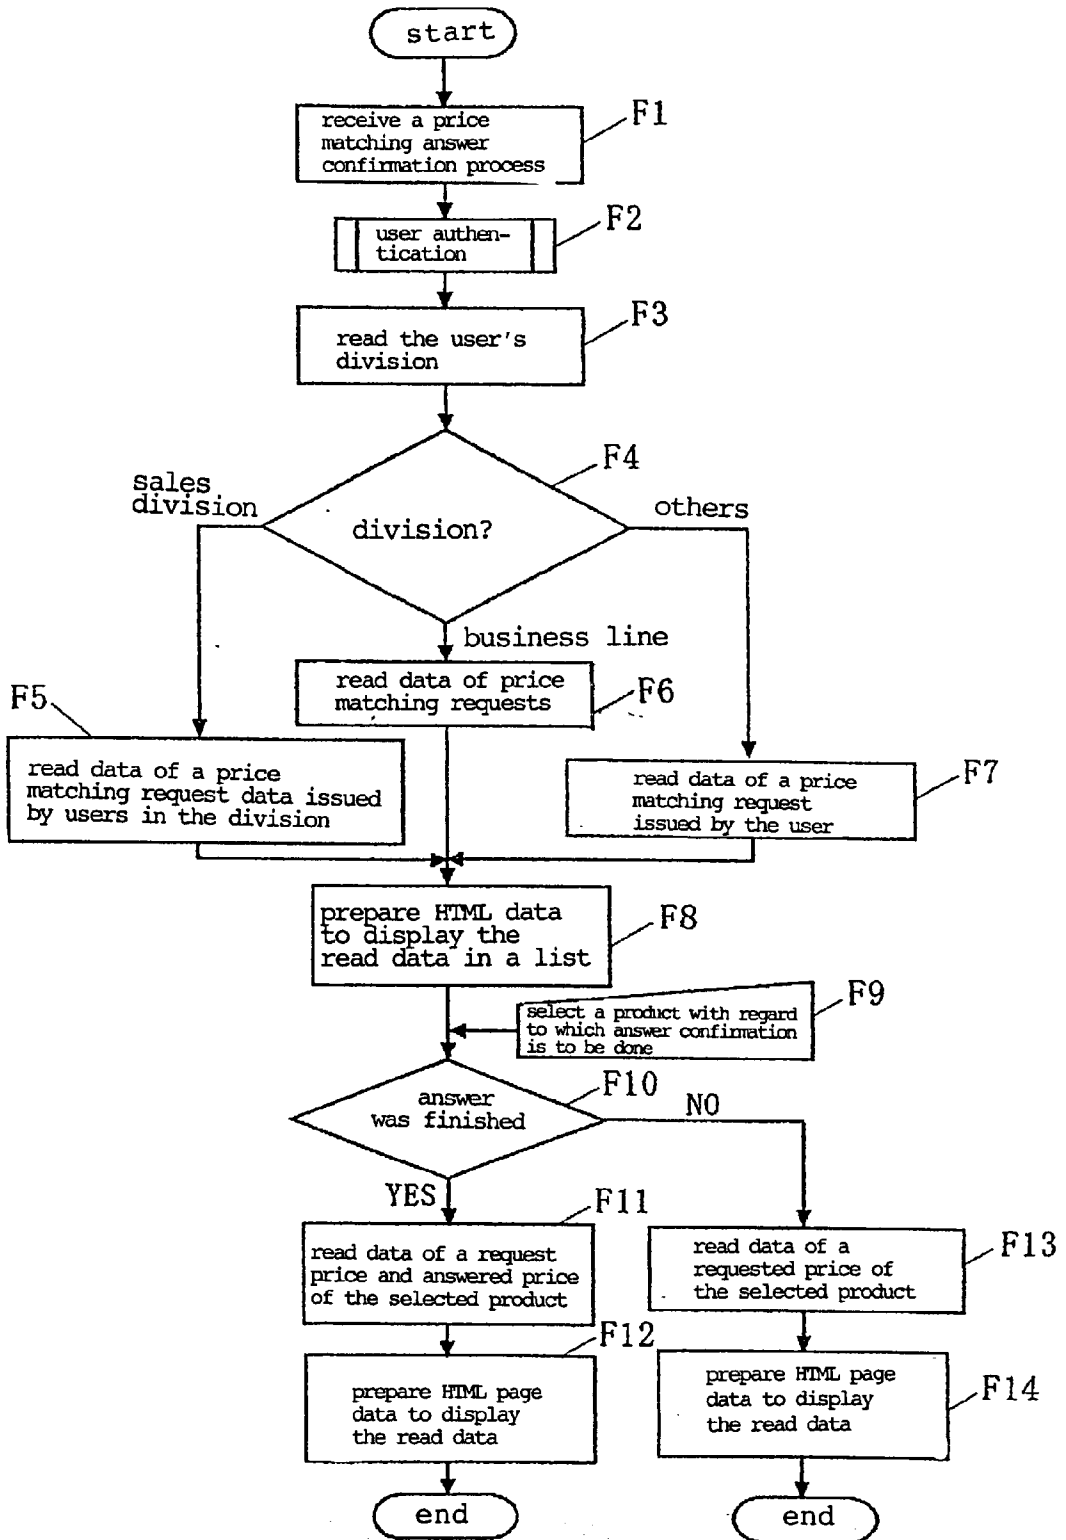 start
F1
receive a price
matching answer
confirmation process
F2
user authen-
tication
F3
read the user's
division
F4
sales
division
division?
others
business line
F5
read data of price
matching requests
F6
read data of a price
matching request data issued
by users in the division
read data of a price
matching request
issued by the user
F7
prepare HTML data
to display the
read data in a list
F8
F9
select a product with regard
to which answer confirmation
is to be done
F10
answer
was finished
NO
YES
F11
read data of a request
price and answered price
of the selected product
read data of a
requested price of
the selected product
F13
F12
prepare HTML page
data to display
the read data
prepare HTML page
data to display
the read data
F14
end
end